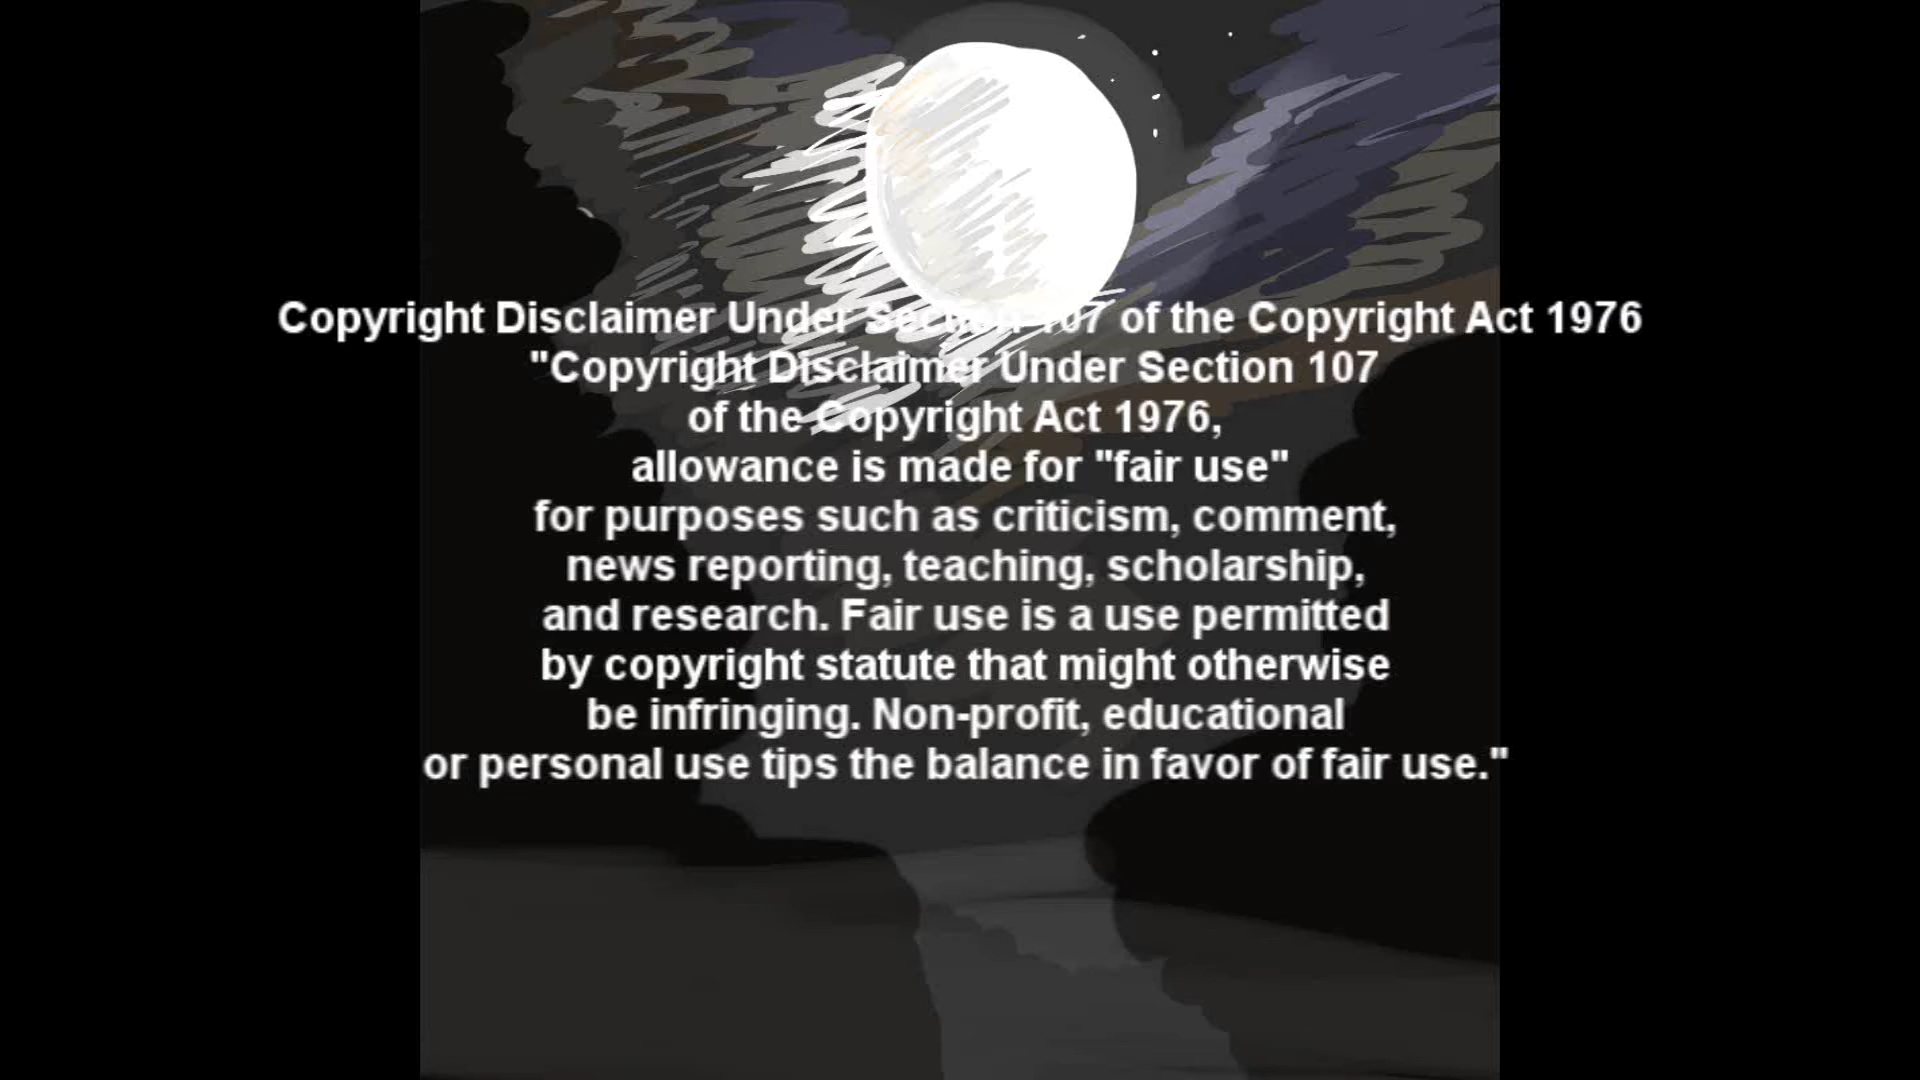 Copyright Disclaimer Under Section 107 of the Copyright Act 1976
"Copyright Disclaimer Under Section 107
of the Copyright Act 1976,
allowance is made for "fair use"
for purposes such as criticism, comment,
news reporting, teaching, scholarship,
and research. Fair use is a use permitted
by copyright statute that might otherwise
be infringing. Non-profit, educational
or personal use tips the balance in favor of fair use."